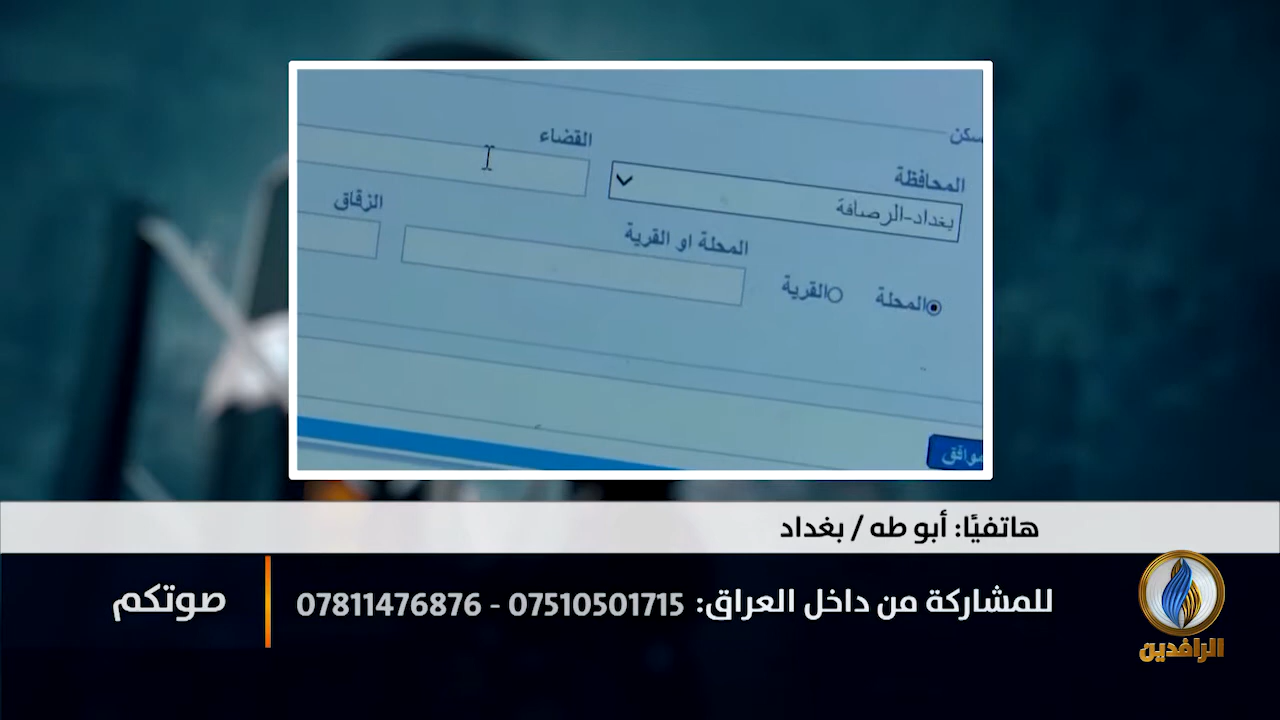 سكن
المحافظة
القضاء
بغداد-الرصافة
المحلة او القرية
الزقاق
المحلة
القرية
موافق
هاتفيًا: أبو طه / بغداد
للمشاركة من داخل العراق: 07510501715 - 07811476876
صوتكم
الرافدين